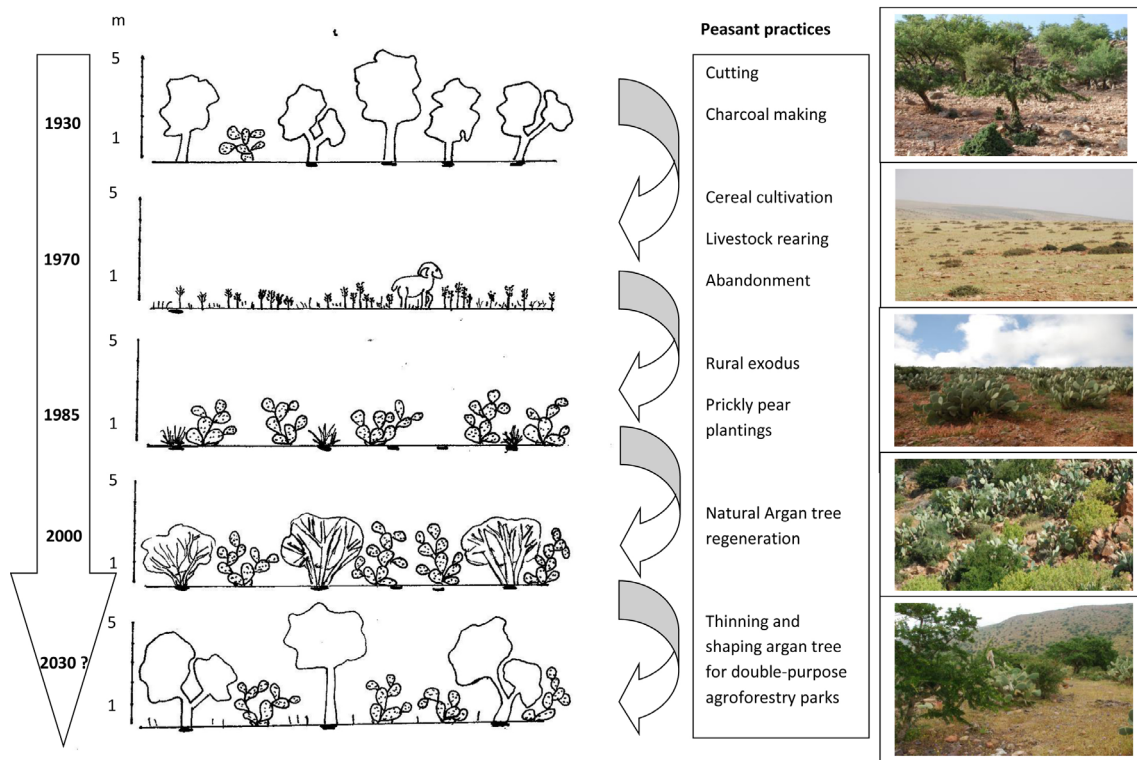 m
Peasant practices
5
1930
1
Cutting
Charcoal making
5
1970
1
Cereal cultivation
Livestock rearing
Abandonment
5
1985
1
Rural exodus
Prickly pear
plantings
5
2000
1
Natural Argan tree
regeneration
5
2030 ?
1
Thinning and
shaping argan tree
for double-purpose
agroforestry parks